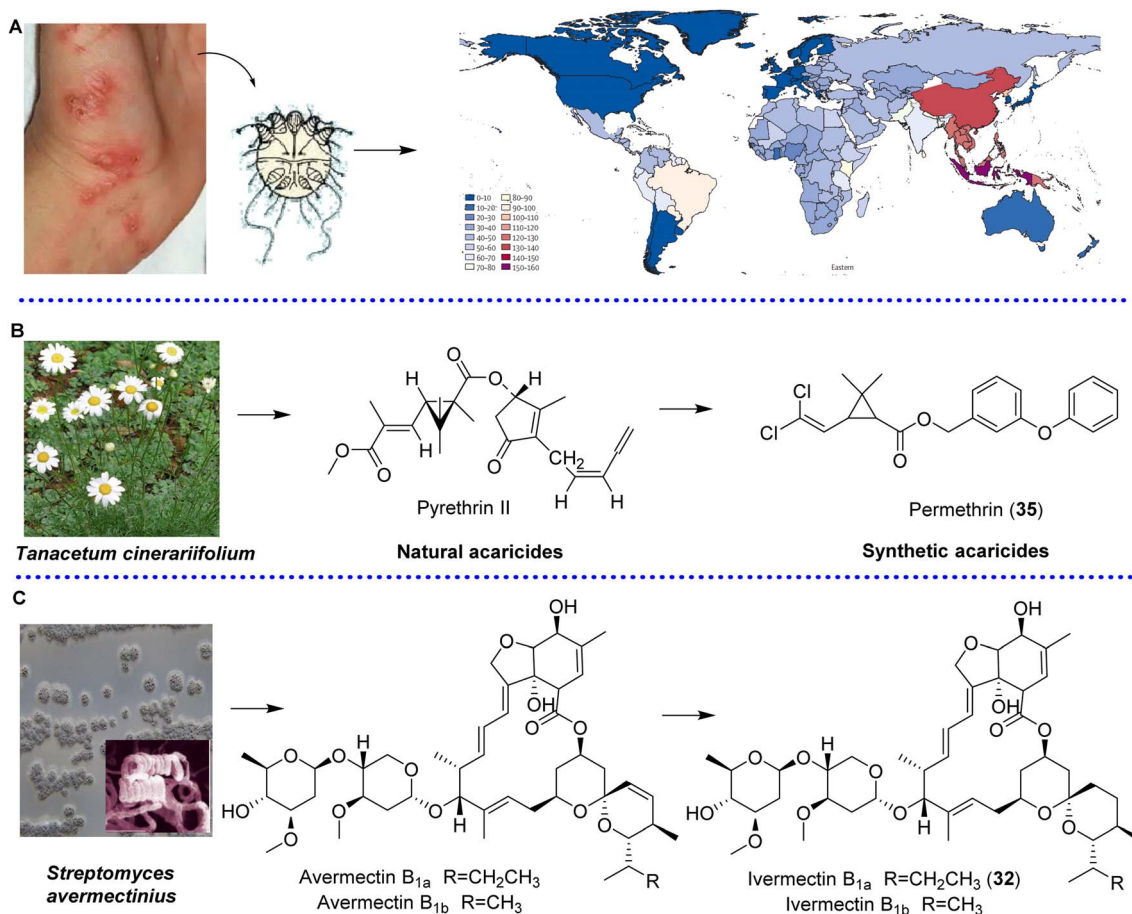 A
0–10
10–20
20–30
30–40
40–50
50–60
60–70
70–80
80–90
90–100
100–110
110–120
120–130
130–140
140–150
150–160
Eastern
B
Tanacetum cinerariifolium
O
O
H
H
O
O
O
CH2
H
H
Pyrethrin II
Natural acaricides
Cl
Cl
O
O
O
Permethrin (35)
Synthetic acaricides
C
Streptomyces
avermectinius
OH
O
OH
O
O
H
O
O
O
O
O
O
HO
O
O
H
O
O
R
Avermectin B1a R=CH2CH3
Avermectin B1b R=CH3
OH
O
OH
O
O
H
O
O
O
O
O
O
HO
O
O
H
O
O
R
Ivermectin B1a R=CH2CH3 (32)
Ivermectin B1b R=CH3